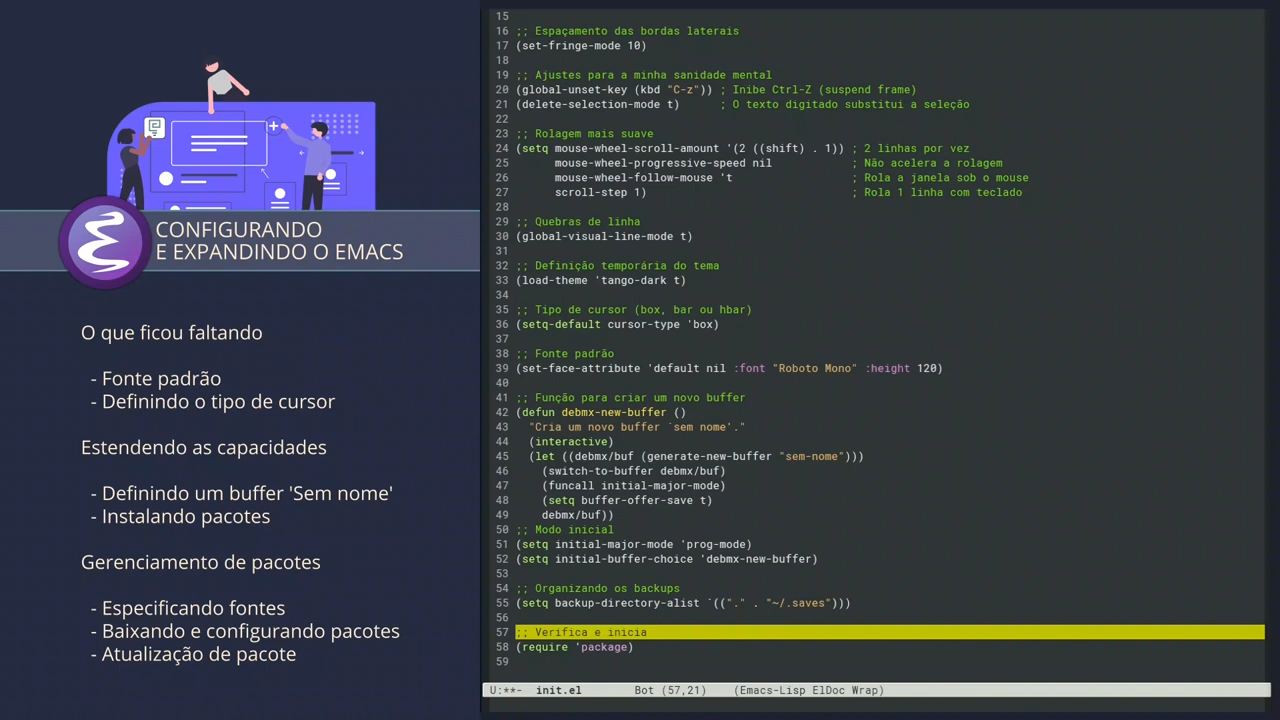 CONFIGURANDO
E EXPANDINDO O EMACS
O que ficou faltando
- Fonte padrão
- Definindo o tipo de cursor
Estendendo as capacidades
- Definindo um buffer 'Sem nome'
- Instalando pacotes
Gerenciamento de pacotes
- Especificando fontes
- Baixando e configurando pacotes
- Atualização de pacote
15
16 ;; Espaçamento das bordas laterais
17 (set-fringe-mode 10)
18
19 ;; Ajustes para a minha sanidade mental
20 (global-unset-key (kbd "C-z")) ; Inibe Ctrl-Z (suspend frame)
21 (delete-selection-mode t)      ; O texto digitado substitui a seleção
22
23 ;; Rolagem mais suave
24 (setq mouse-wheel-scroll-amount '(2 ((shift) . 1)) ; 2 linhas por vez
25       mouse-wheel-progressive-speed nil            ; Não acelera a rolagem
26       mouse-wheel-follow-mouse 't                  ; Rola a janela sob o mouse
27       scroll-step 1)                               ; Rola 1 linha com teclado
28
29 ;; Quebras de linha
30 (global-visual-line-mode t)
31
32 ;; Definição temporária do tema
33 (load-theme 'tango-dark t)
34
35 ;; Tipo de cursor (box, bar ou hbar)
36 (setq-default cursor-type 'box)
37
38 ;; Fonte padrão
39 (set-face-attribute 'default nil :font "Roboto Mono" :height 120)
40
41 ;; Função para criar um novo buffer
42 (defun debmx-new-buffer ()
43   "Cria um novo buffer `sem nome'."
44   (interactive)
45   (let ((debmx/buf (generate-new-buffer "sem-nome")))
46     (switch-to-buffer debmx/buf)
47     (funcall initial-major-mode)
48     (setq buffer-offer-save t)
49     debmx/buf))
50 ;; Modo inicial
51 (setq initial-major-mode 'prog-mode)
52 (setq initial-buffer-choice 'debmx-new-buffer)
53
54 ;; Organizando os backups
55 (setq backup-directory-alist `(("." . "~/.saves")))
56
57 ;; Verifica e inicia
58 (require 'package)
59
U:**-  init.el        Bot (57,21)    (Emacs-Lisp ElDoc Wrap)